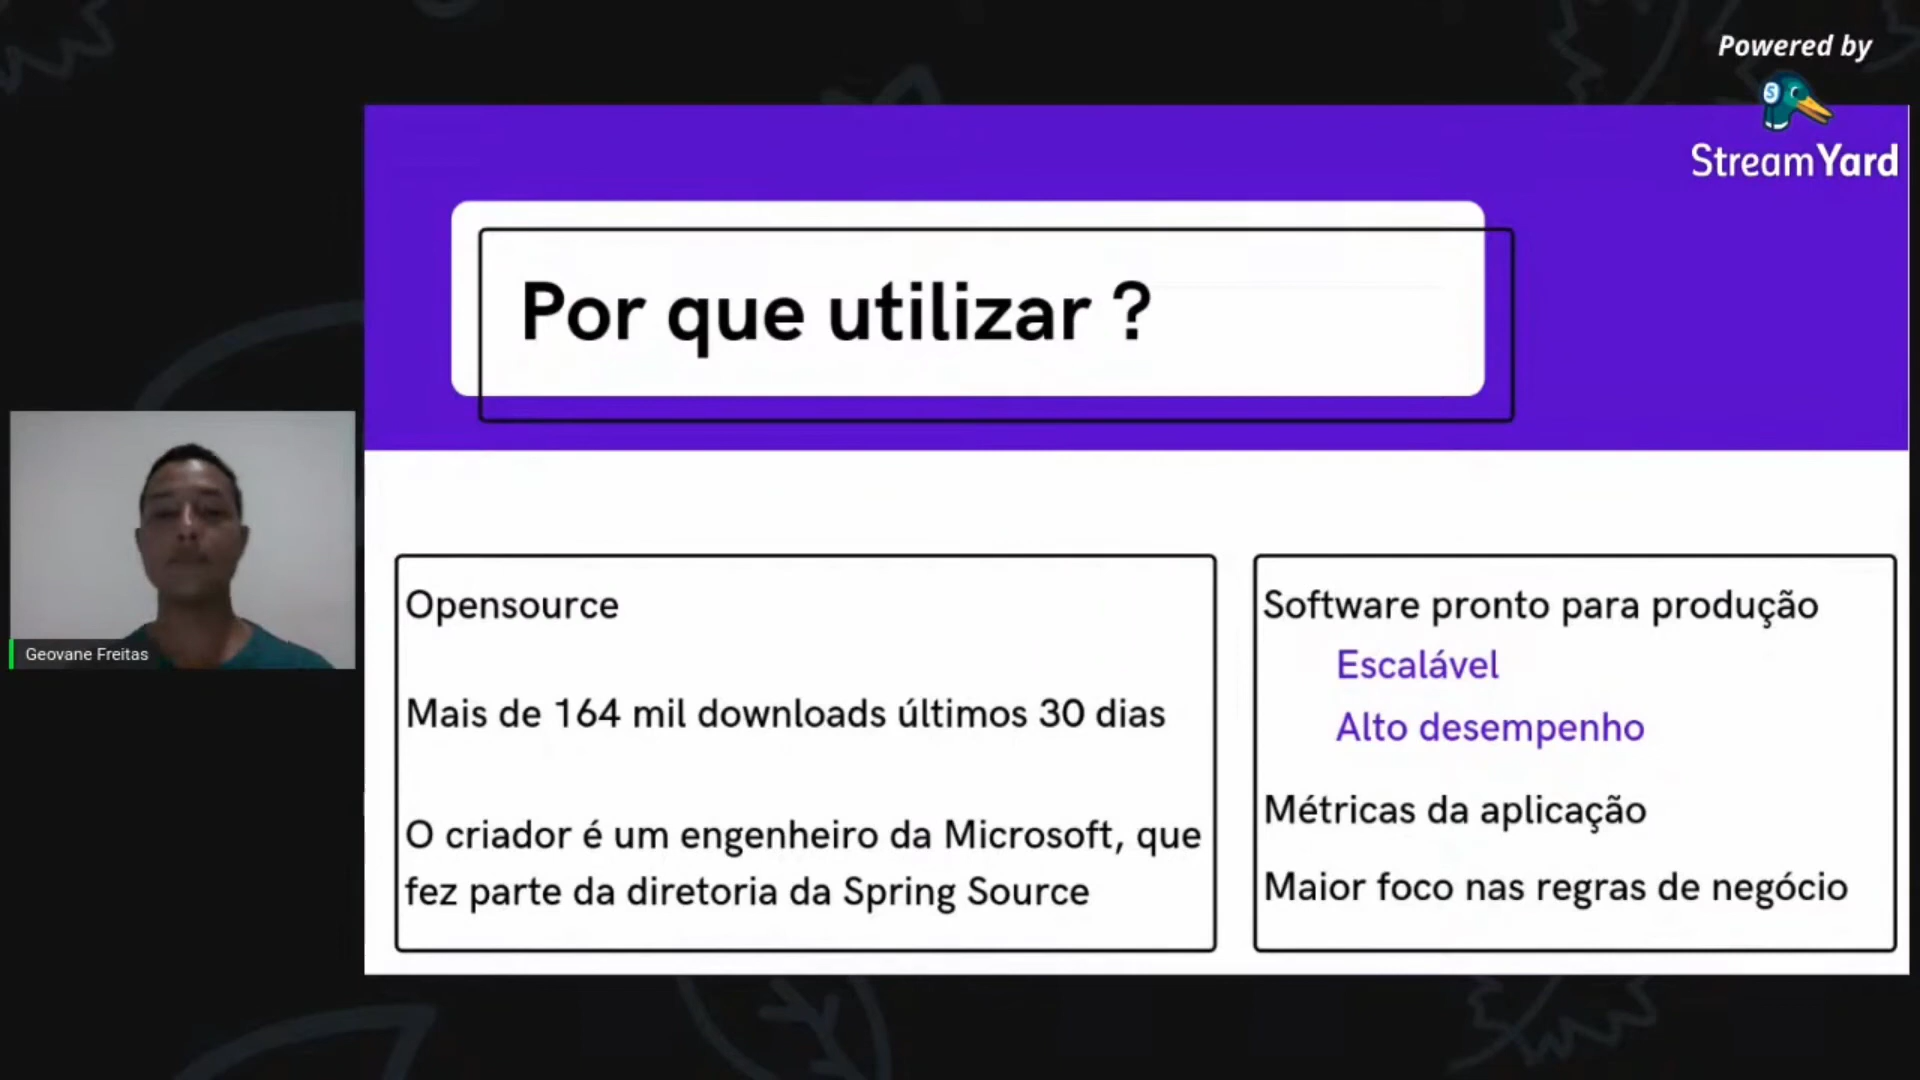 Powered by
StreamYard
Por que utilizar ?
Opensource
Mais de 164 mil downloads últimos 30 dias
O criador é um engenheiro da Microsoft, que
fez parte da diretoria da Spring Source
Software pronto para produção
Escalável
Alto desempenho
Métricas da aplicação
Maior foco nas regras de negócio
Geovane Freitas